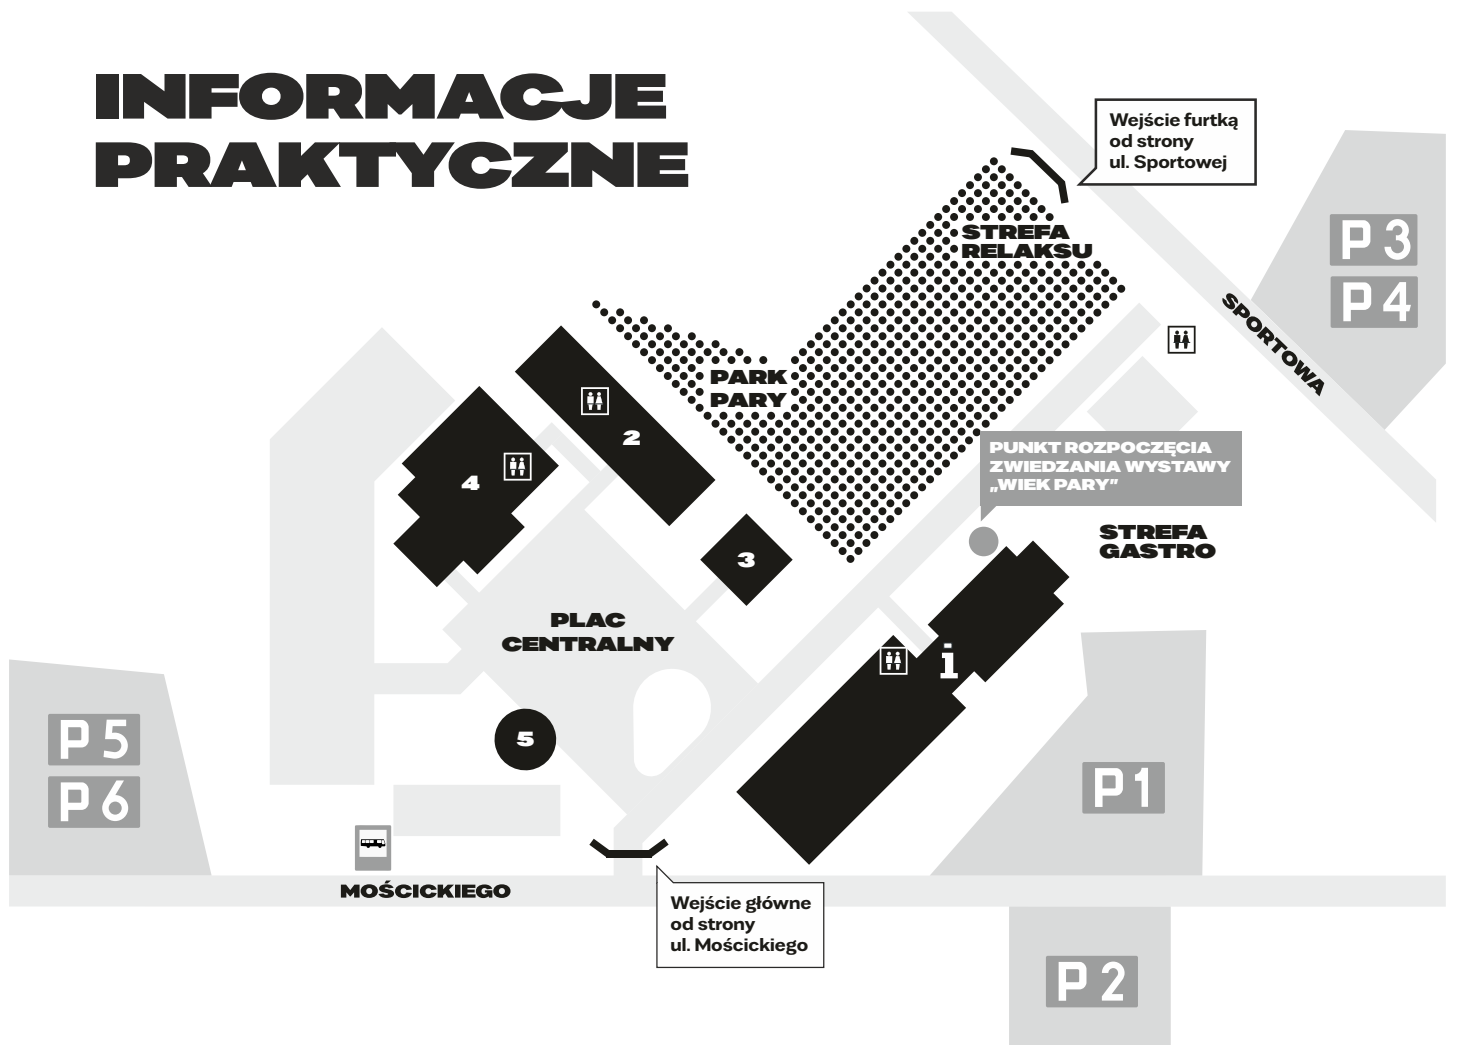 INFORMACJE
PRAKTYCZNE
Wejście furtką
od strony
ul. Sportowej
STREFA
RELAKSU
P 3
P 4
SPORTOWA
PARK
PARY
2
4
3
PUNKT ROZPOCZĘCIA
ZWIEDZANIA WYSTAWY
„WIEK PARY”
STREFA
GASTRO
PLAC
CENTRALNY
i
5
P 5
P 6
P 1
MOŚCICKIEGO
Wejście główne
od strony
ul. Mościckiego
P 2